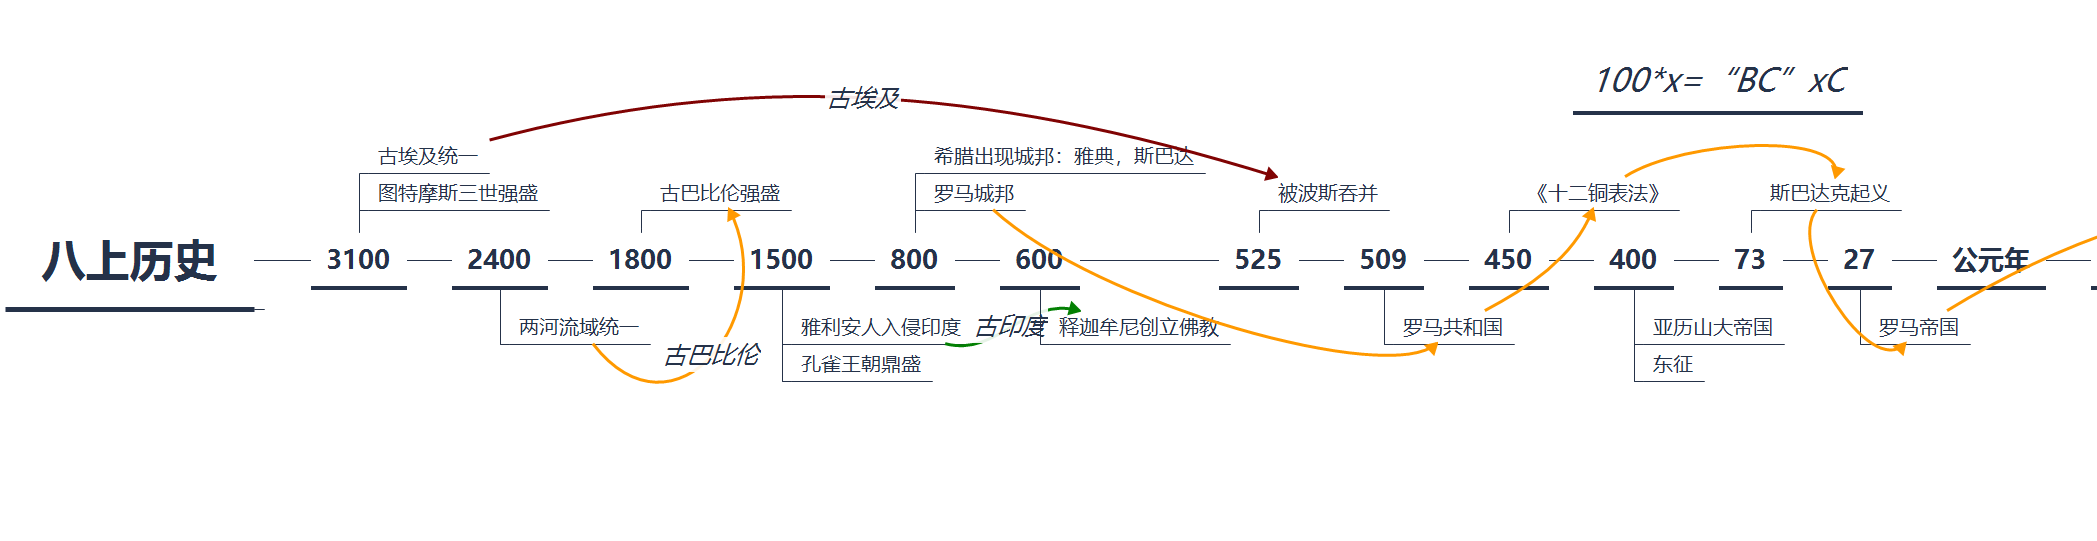 100*x=“BC”xC
古埃及
古埃及统一
希腊出现城邦：雅典，斯巴达
图特摩斯三世强盛
古巴比伦强盛
罗马城邦
被波斯吞并
《十二铜表法》
斯巴达克起义
八上历史
3100
2400
1800
1500
800
600
525
509
450
400
73
27
公元年
两河流域统一
雅利安人入侵印度
古印度
释迦牟尼创立佛教
罗马共和国
亚历山大帝国
罗马帝国
古巴比伦
孔雀王朝鼎盛
东征